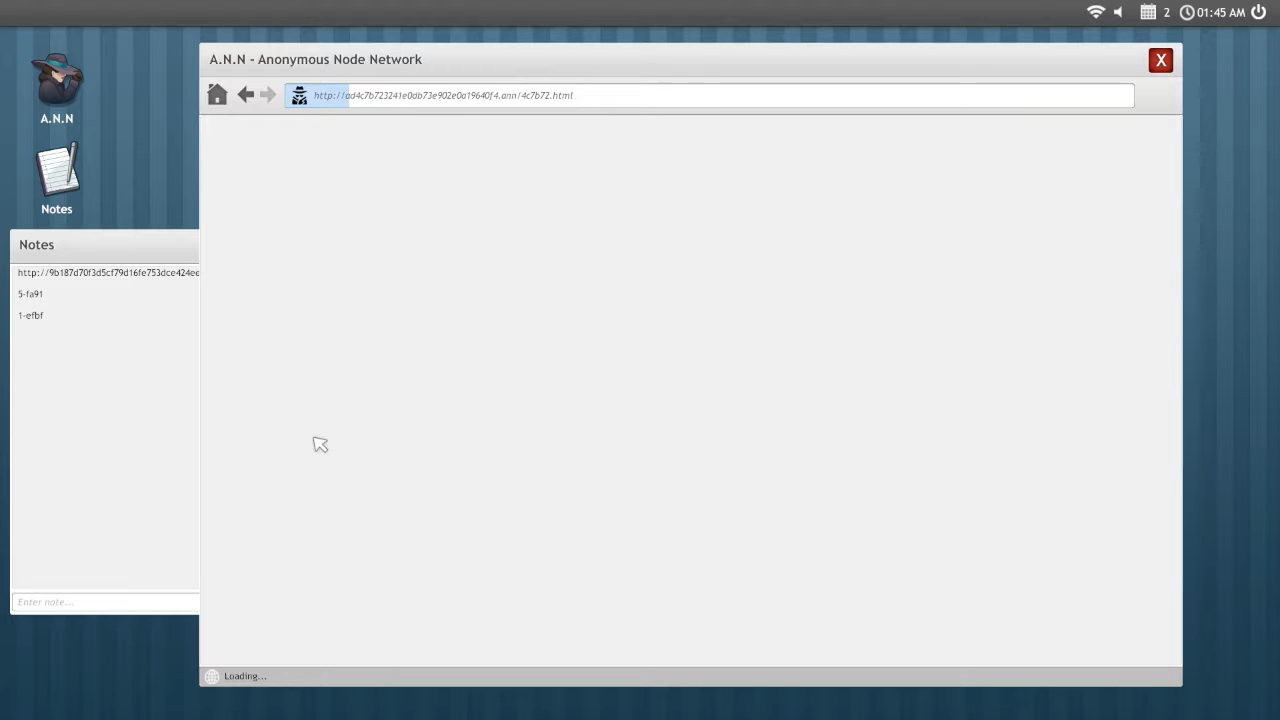 2 01:45 AM
A.N.N - Anonymous Node Network
X
http://ad4c7b723241e0db73e902e0a19640f4.ann/4c7b72.html
A.N.N
Notes
Notes
http://9b187d70f3d5cf79d16fe753dce424ee
5-fa91
1-efbf
Enter note...
Loading...